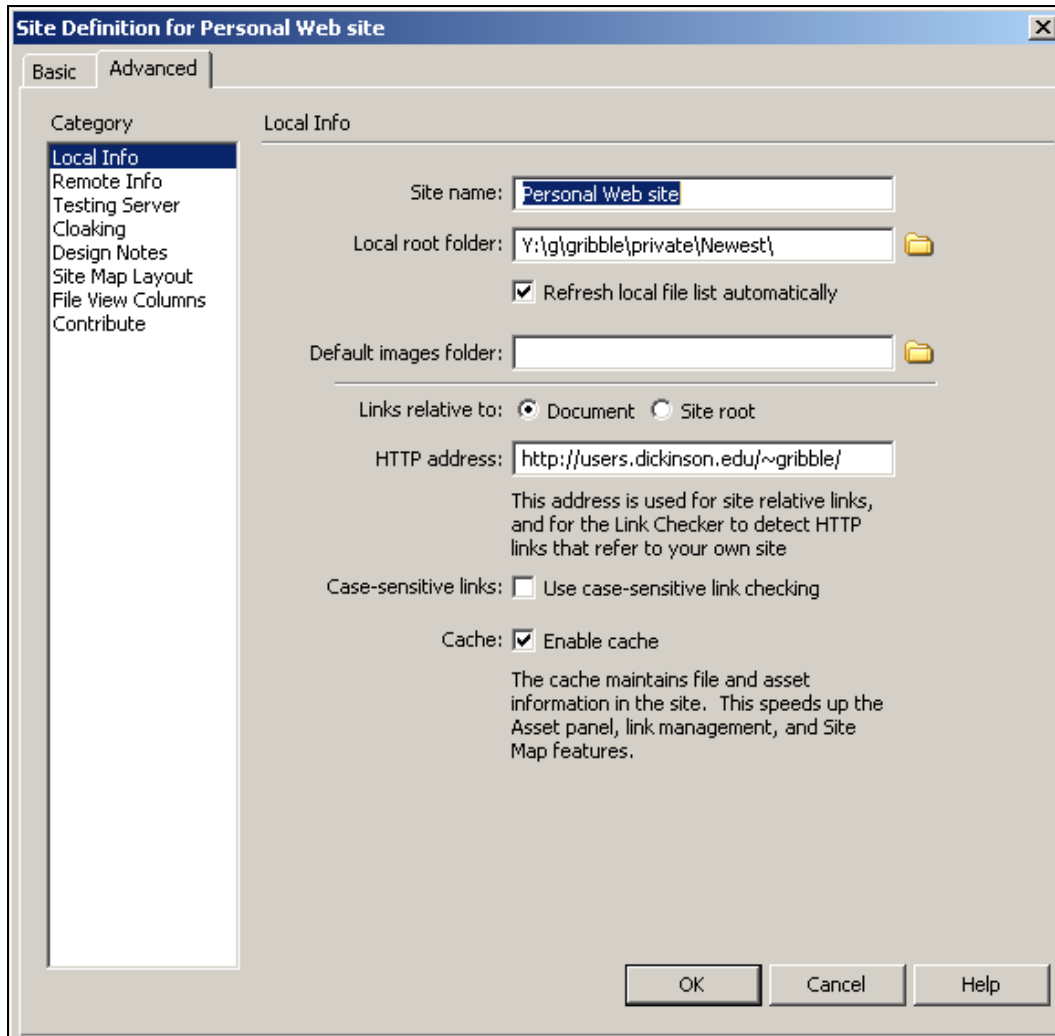 Site Definition for Personal Web site
Basic
Advanced
Category
Local Info
Remote Info
Testing Server
Cloaking
Design Notes
Site Map Layout
File View Columns
Contribute
Local Info
Site name: Personal Web site
Local root folder: Y:\g\gribble\private\Newest\
Refresh local file list automatically
Default images folder:
Links relative to: Document Site root
HTTP address: http://users.dickinson.edu/~gribble/
This address is used for site relative links,
and for the Link Checker to detect HTTP
links that refer to your own site
Case-sensitive links: Use case-sensitive link checking
Cache: Enable cache
The cache maintains file and asset
information in the site.  This speeds up the
Asset panel, link management, and Site
Map features.
OK Cancel Help